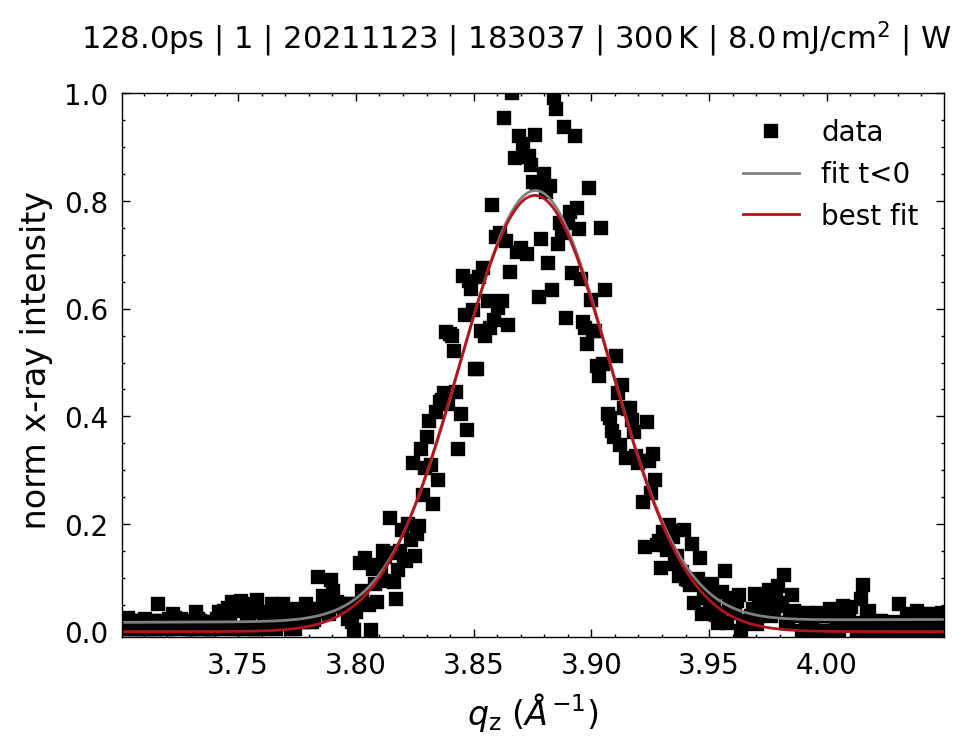 128.0ps | 1 | 20211123 | 183037 | 300 K | 8.0 mJ/cm² | W
1.0
data
fit t<0
best fit
0.8
0.6
0.4
0.2
0.0
norm x-ray intensity
3.75 3.80 3.85 3.90 3.95 4.00
q_z (Å⁻¹)